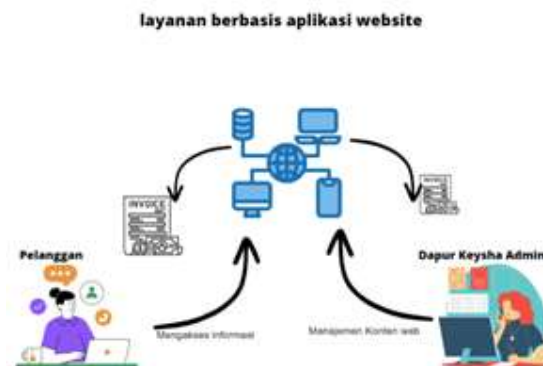 layanan berbasis aplikasi website
INVOICE
INVOICE
Pelanggan
Dapur Keysha Admin
Mengakses Informasi
Manajemen Konten web